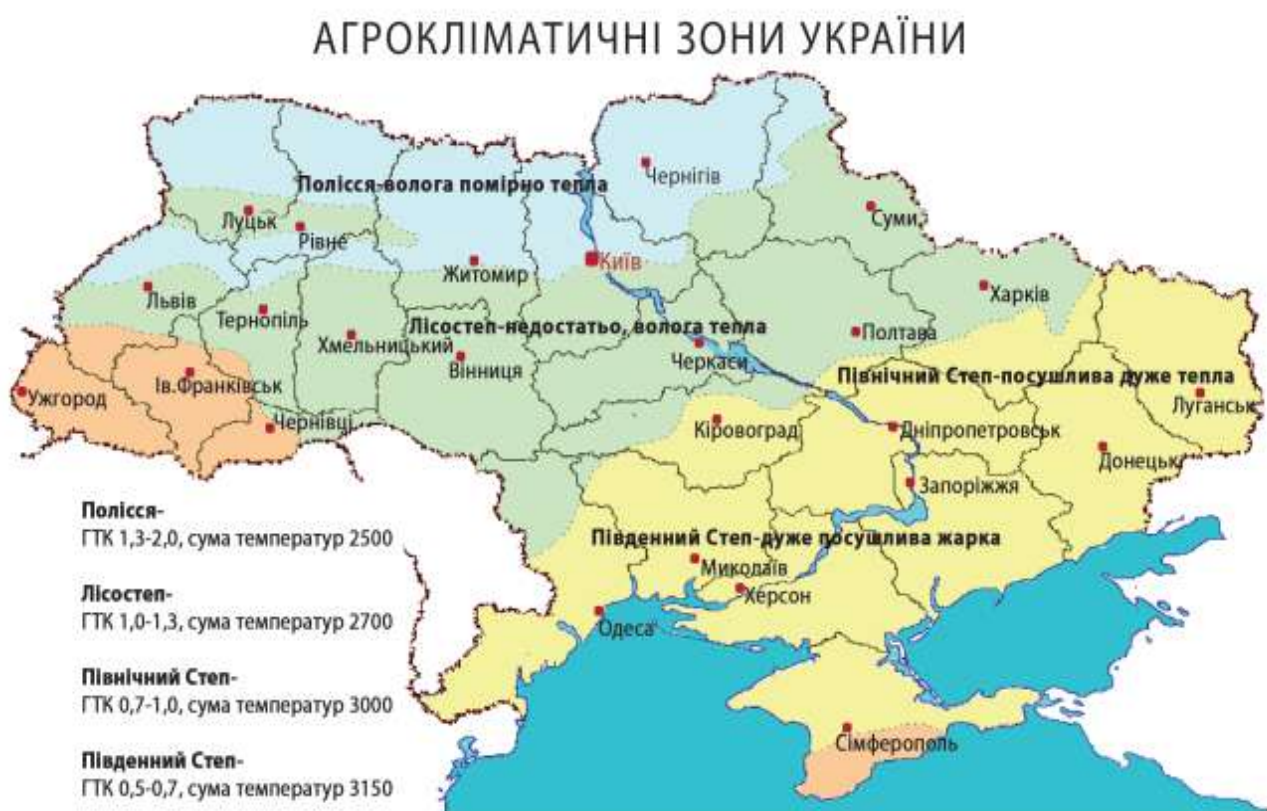 АГРОКЛІМАТИЧНІ ЗОНИ УКРАЇНИ
Чернігів
Полісся-волога помірно тепла
Луцьк
Суми
Рівне
Київ
Житомир
Львів
Харків
Тернопіль
Лісостеп-недостатьо, волога тепла
Полтава
Хмельницький
Черкаси
Вінниця
Північний Степ-посушлива дуже тепла
Ужгород
Ів.Франківськ
Луганськ
Чернівці
Кіровоград
Дніпропетровськ
Донецьк
Запоріжжя
Полісся-
ГТК 1,3-2,0, сума температур 2500
Південний Степ-дуже посушлива жарка
Миколаїв
Херсон
Лісостеп-
ГТК 1,0-1,3, сума температур 2700
Одеса
Північний Степ-
ГТК 0,7-1,0, сума температур 3000
Сімферополь
Південний Степ-
ГТК 0,5-0,7, сума температур 3150